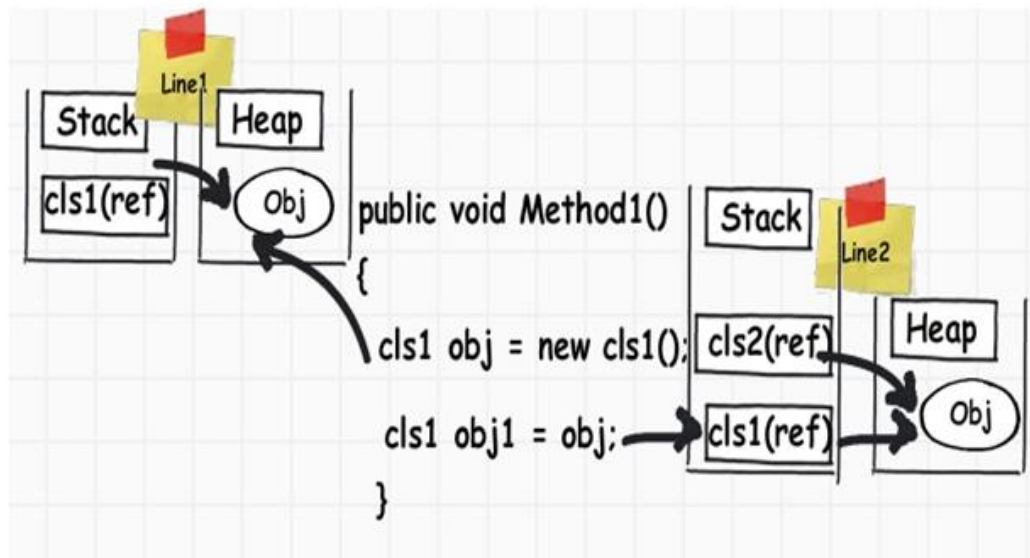 Line1
Stack
Heap
cls1(ref)
Obj
public void Method1()
{
cls1 obj = new cls1();
cls1 obj1 = obj;
}
Stack
Line2
cls2(ref)
Heap
cls1(ref)
Obj